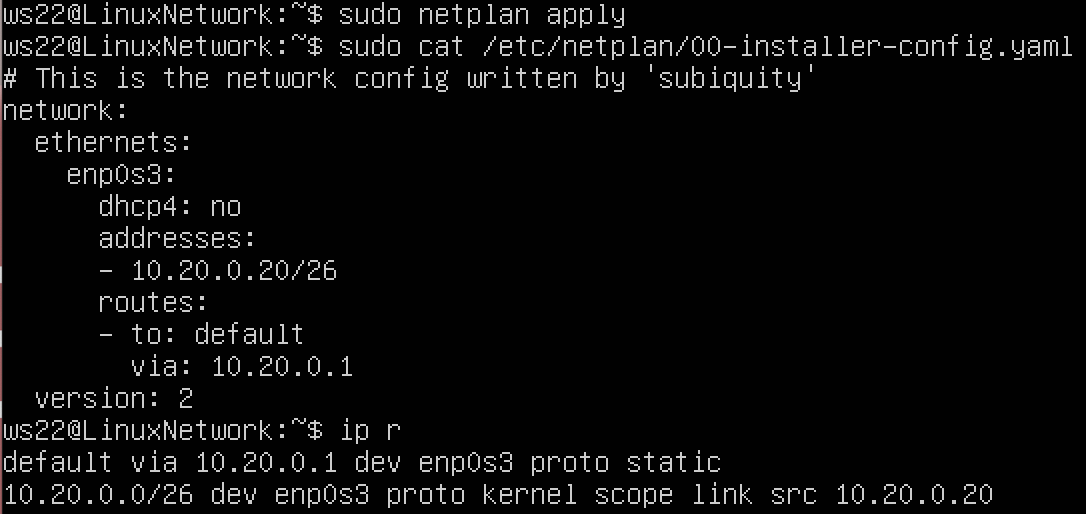 ws22@LinuxNetwork:~$ sudo netplan apply
ws22@LinuxNetwork:~$ sudo cat /etc/netplan/00-installer-config.yaml
# This is the network config written by 'subiquity'
network:
  ethernets:
    enp0s3:
      dhcp4: no
      addresses:
      - 10.20.0.20/26
      routes:
      - to: default
        via: 10.20.0.1
  version: 2
ws22@LinuxNetwork:~$ ip r
default via 10.20.0.1 dev enp0s3 proto static
10.20.0.0/26 dev enp0s3 proto kernel scope link src 10.20.0.20